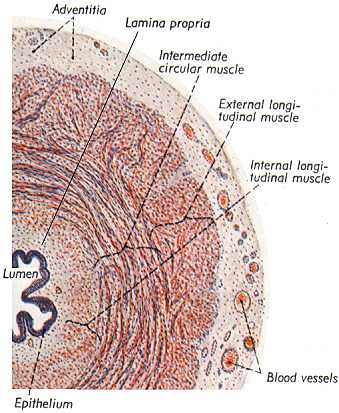 Adventitia
Lamina propria
Intermediate
circular muscle
External longi-
tudinal muscle
Internal longi-
tudinal muscle
Lumen
Blood vessels
Epithelium